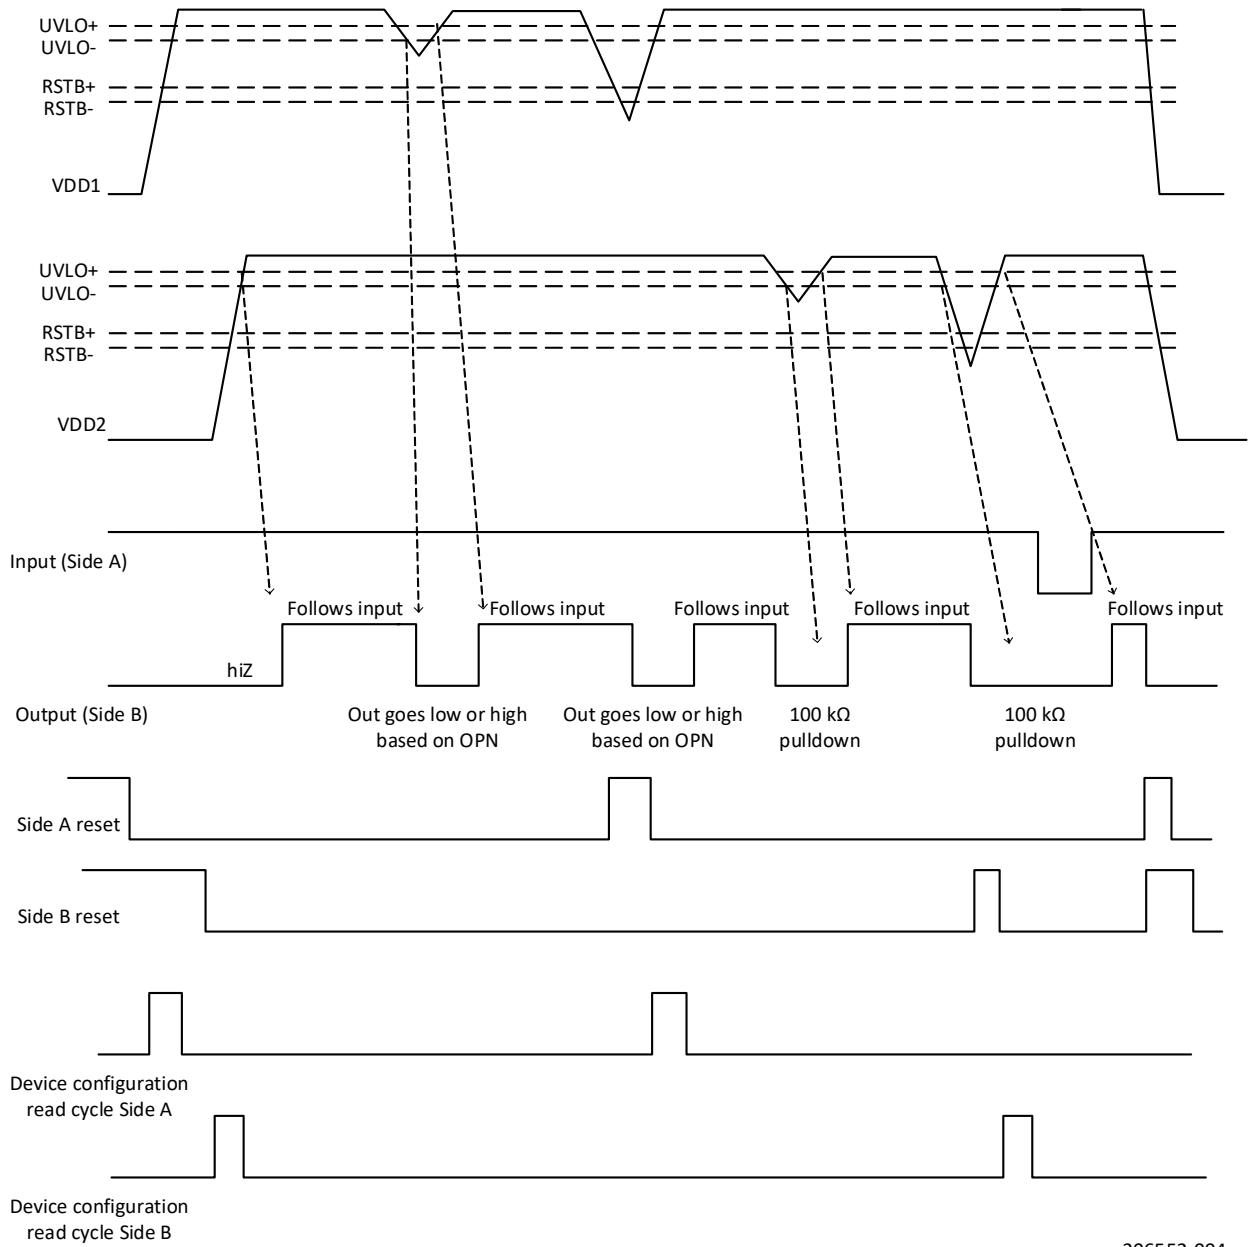 UVLO+
UVLO-
RSTB+
RSTB-
VDD1
UVLO+
UVLO-
RSTB+
RSTB-
VDD2
Input (Side A)
Follows input
Follows input
Follows input
Follows input
Follows input
hiZ
Output (Side B)
Out goes low or high
based on OPN
Out goes low or high
based on OPN
100 kΩ
pulldown
100 kΩ
pulldown
Side A reset
Side B reset
Device configuration
read cycle Side A
Device configuration
read cycle Side B